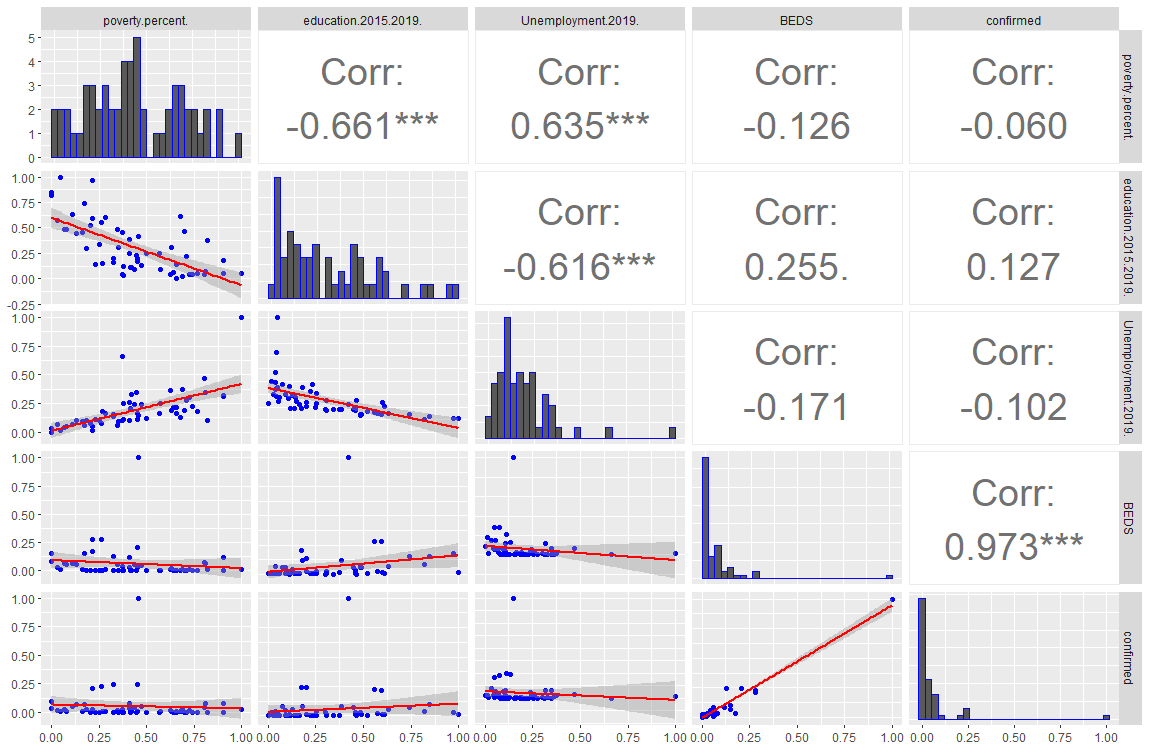 poverty.percent. education.2015.2019. Unemployment.2019. BEDS confirmed
5
4
3
2
1
0
Corr:
-0.661***
Corr:
0.635***
Corr:
-0.126
Corr:
-0.060
poverty.percent.
1.00
0.75
0.50
0.25
0.00
-0.25
Corr:
-0.616***
Corr:
0.255.
Corr:
0.127
education.2015.2019.
1.00
0.75
0.50
0.25
0.00
Corr:
-0.171
Corr:
-0.102
Unemployment.2019.
1.00
0.75
0.50
0.25
0.00
Corr:
0.973***
BEDS
1.00
0.75
0.50
0.25
0.00
confirmed
0.00 0.25 0.50 0.75 1.00 0.00 0.25 0.50 0.75 1.00 0.00 0.25 0.50 0.75 1.00 0.00 0.25 0.50 0.75 1.00 0.00 0.25 0.50 0.75 1.00